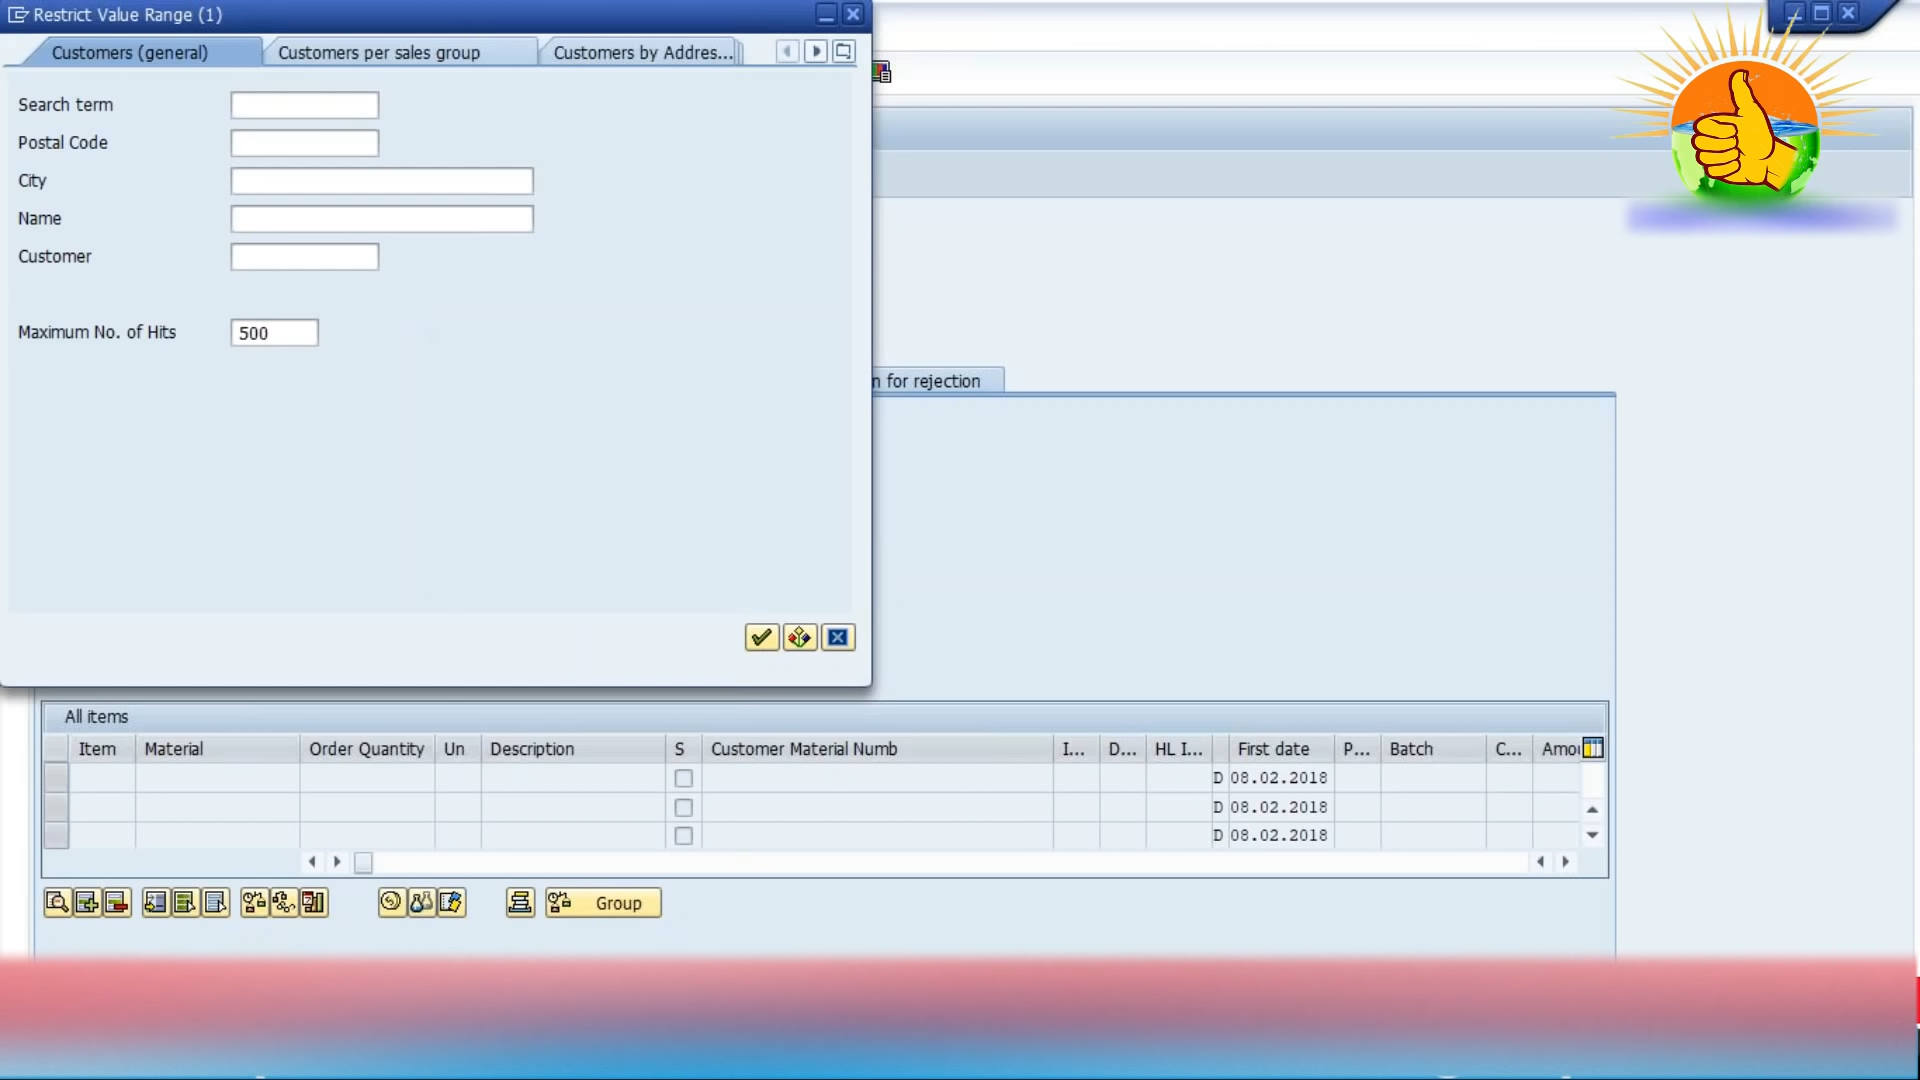 Restrict Value Range (1)
Customers (general)
Customers per sales group
Customers by Addres...
Search term
Postal Code
City
Name
Customer
Maximum No. of Hits
500
n for rejection
All items
Item Material Order Quantity Un Description S Customer Material Numb I... D... HL I... First date P... Batch C... Amou
D 08.02.2018
D 08.02.2018
D 08.02.2018
Group